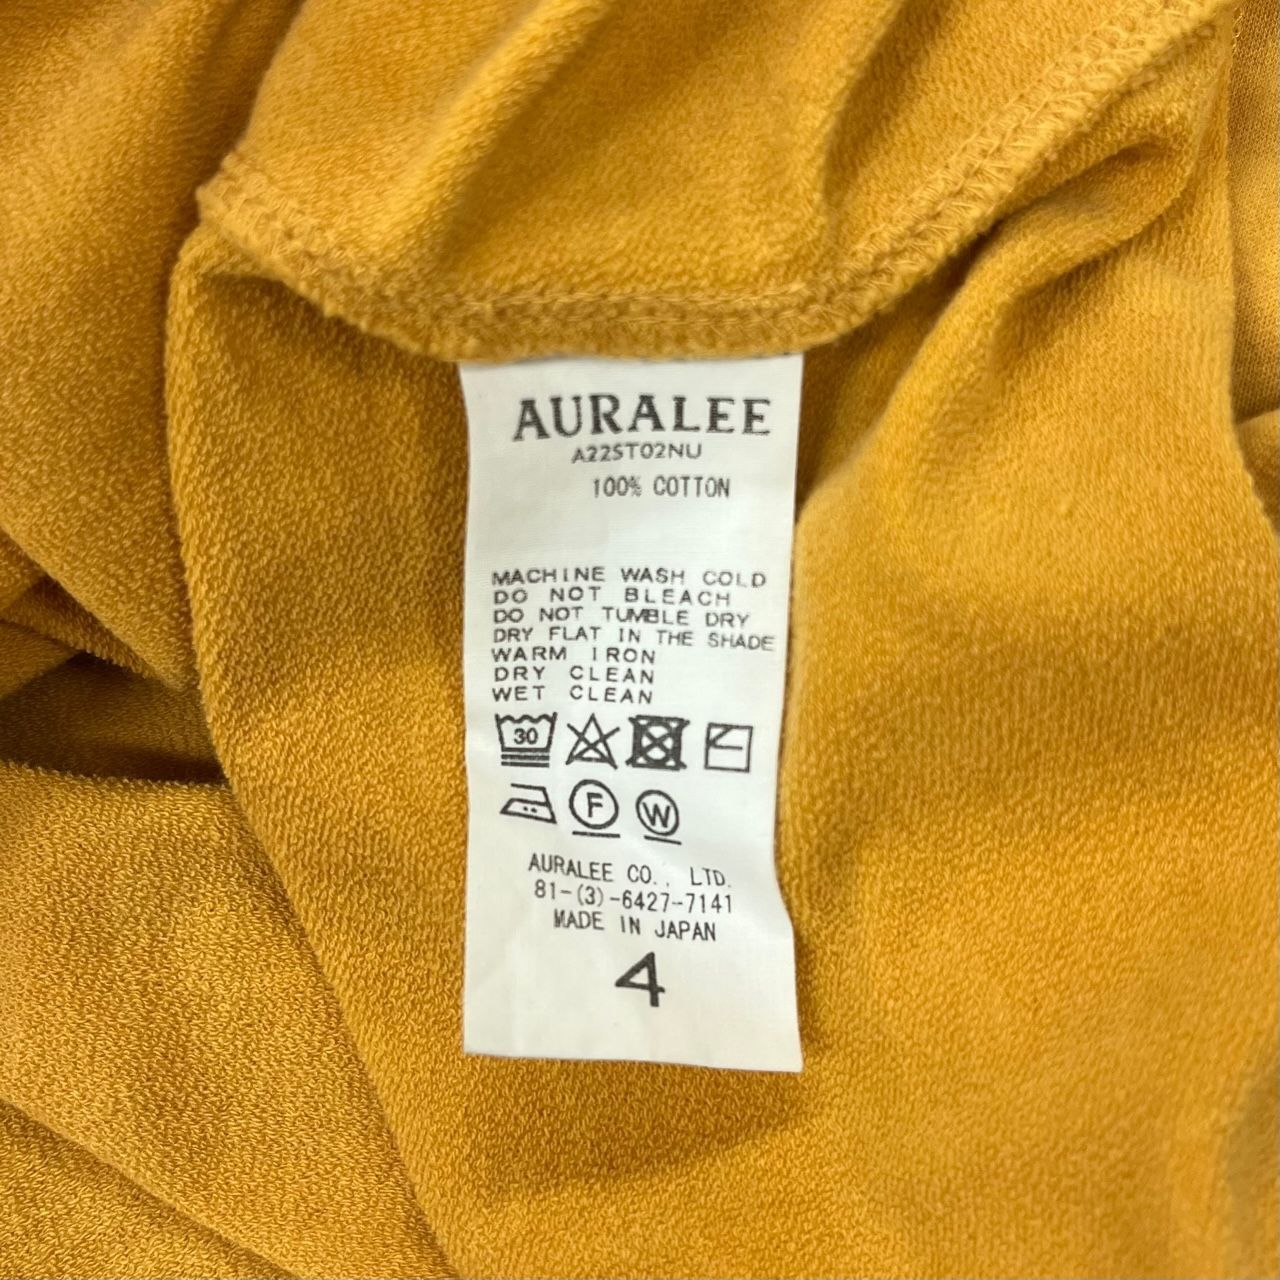 AURALEE
A22ST02NU
100% COTTON
MACHINE WASH COLD
DO NOT BLEACH
DO NOT TUMBLE DRY
DRY FLAT IN THE SHADE
WARM IRON
DRY CLEAN
WET CLEAN
30
F W
AURALEE CO., LTD.
81-(3)-6427-7141
MADE IN JAPAN
4